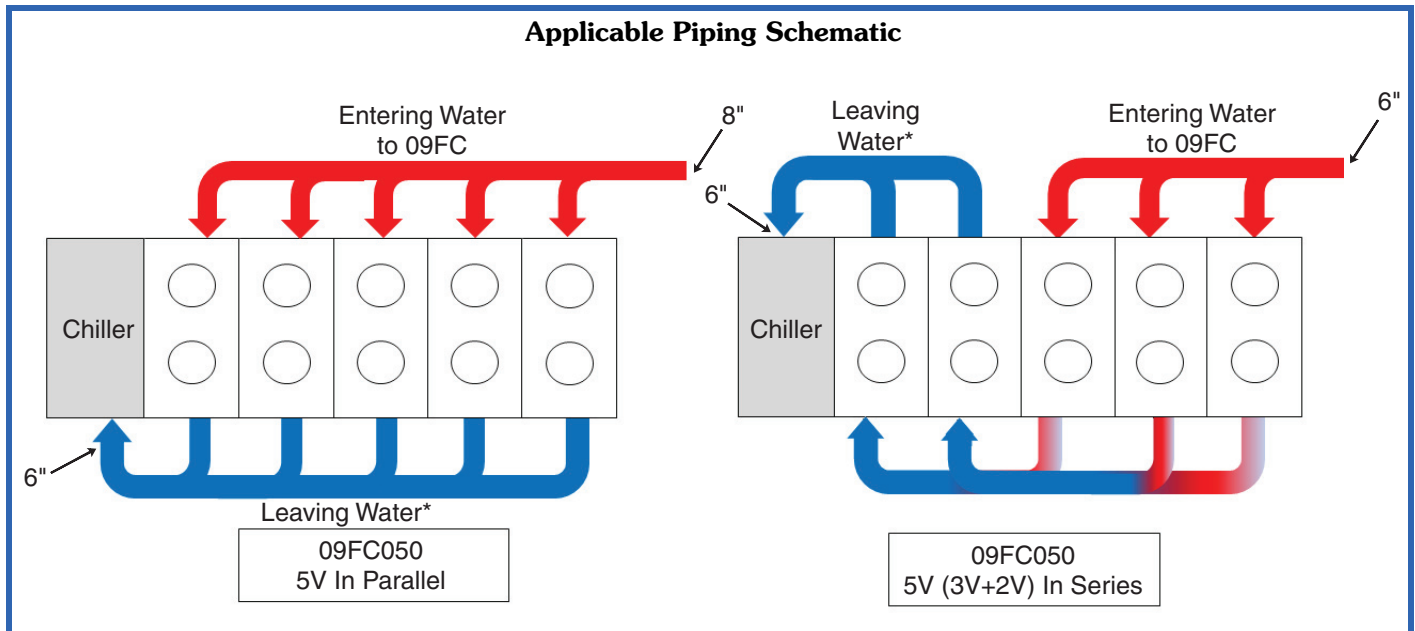 Applicable Piping Schematic
Entering Water
to 09FC
8"
Chiller
6"
Leaving Water*
09FC050
5V In Parallel
Leaving
Water*
Entering Water
to 09FC
6"
6"
Chiller
09FC050
5V (3V+2V) In Series